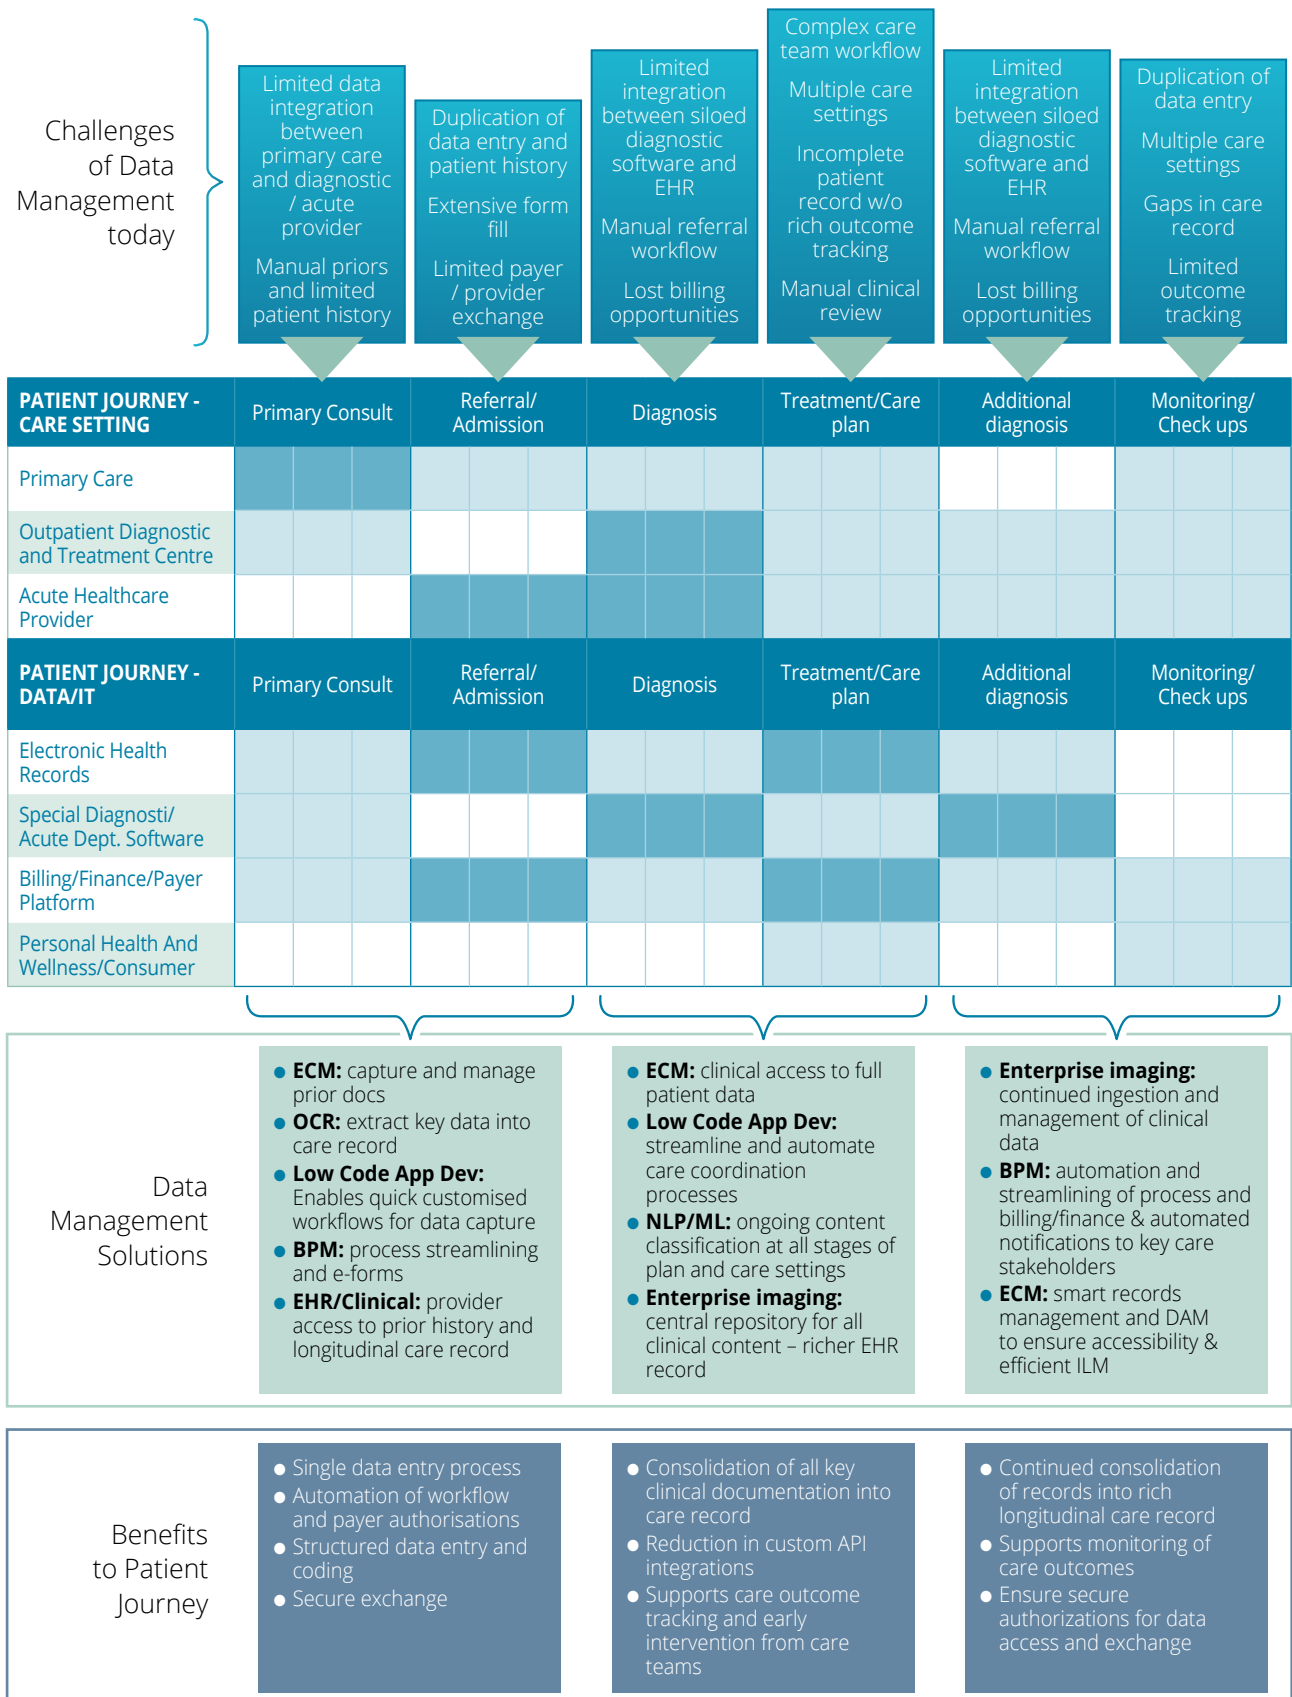 Challenges
of Data
Management
today
Limited data
integration
between
primary care
and diagnostic
/ acute
provider
Manual priors
and limited
patient history
Duplication of
data entry and
patient history
Extensive form
fill
Limited payer
/ provider
exchange
Limited
integration
between siloed
diagnostic
software and
EHR
Manual referral
workflow
Lost billing
opportunities
Complex care
team workflow
Multiple care
settings
Incomplete
patient
record w/o
rich outcome
tracking
Manual clinical
review
Limited
integration
between siloed
diagnostic
software and
EHR
Manual referral
workflow
Lost billing
opportunities
Duplication of
data entry
Multiple care
settings
Gaps in care
record
Limited
outcome
tracking
PATIENT JOURNEY -
CARE SETTING
Primary Consult
Referral/
Admission
Diagnosis
Treatment/Care
plan
Additional
diagnosis
Monitoring/
Check ups
Primary Care
Outpatient Diagnostic
and Treatment Centre
Acute Healthcare
Provider
PATIENT JOURNEY -
DATA/IT
Primary Consult
Referral/
Admission
Diagnosis
Treatment/Care
plan
Additional
diagnosis
Monitoring/
Check ups
Electronic Health
Records
Special Diagnosti/
Acute Dept. Software
Billing/Finance/Payer
Platform
Personal Health And
Wellness/Consumer
Data
Management
Solutions
● ECM: capture and manage
prior docs
● OCR: extract key data into
care record
● Low Code App Dev:
Enables quick customised
workflows for data capture
● BPM: process streamlining
and e-forms
● EHR/Clinical: provider
access to prior history and
longitudinal care record
● ECM: clinical access to full
patient data
● Low Code App Dev:
streamline and automate
care coordination
processes
● NLP/ML: ongoing content
classification at all stages of
plan and care settings
● Enterprise imaging:
central repository for all
clinical content – richer EHR
record
● Enterprise imaging:
continued ingestion and
management of clinical
data
● BPM: automation and
streamlining of process and
billing/finance & automated
notifications to key care
stakeholders
● ECM: smart records
management and DAM
to ensure accessibility &
efficient ILM
Benefits
to Patient
Journey
● Single data entry process
● Automation of workflow
and payer authorisations
● Structured data entry and
coding
● Secure exchange
● Consolidation of all key
clinical documentation into
care record
● Reduction in custom API
integrations
● Supports care outcome
tracking and early
intervention from care
teams
● Continued consolidation
of records into rich
longitudinal care record
● Supports monitoring of
care outcomes
● Ensure secure
authorizations for data
access and exchange